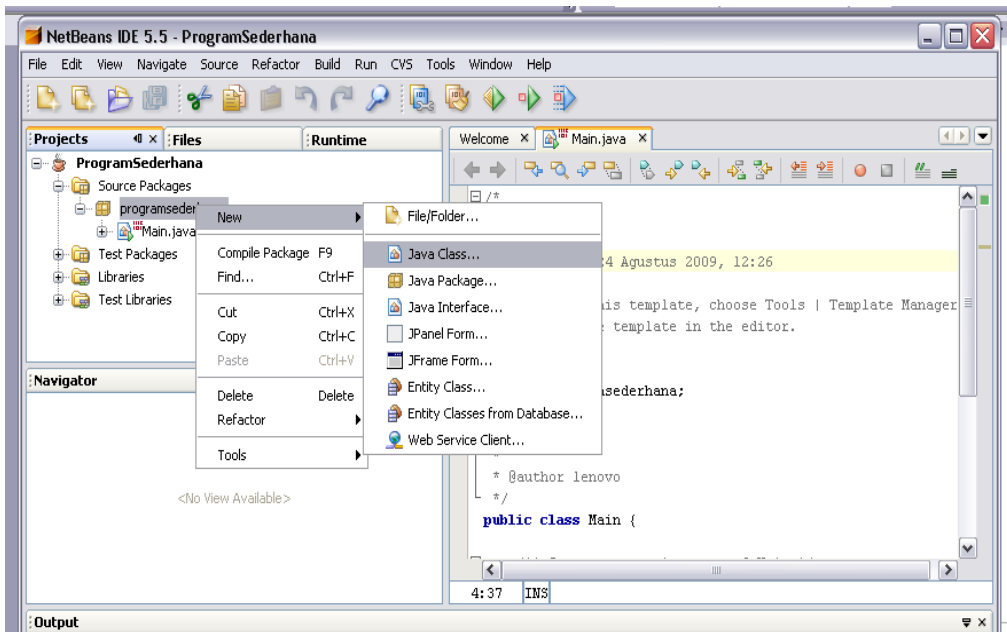 NetBeans IDE 5.5 - ProgramSederhana
File Edit View Navigate Source Refactor Build Run CVS Tools Window Help
Projects Files Runtime
Welcome Main.java
ProgramSederhana
Source Packages
Main.java
Test Packages
Libraries
Test Libraries
New
Compile Package F9
Find... Ctrl+F
Cut Ctrl+X
Copy Ctrl+C
Paste Ctrl+V
Delete Delete
Refactor
Tools
File/Folder...
Java Class...
Java Package...
Java Interface...
JPanel Form...
JFrame Form...
Entity Class...
Entity Classes from Database...
Web Service Client...
/*
4 Agustus 2009, 12:26
template, choose Tools | Template Manager
template in the editor.
sederhana;
*
* @author lenovo
*/
public class Main {
Navigator
<No View Available>
4:37 INS
Output